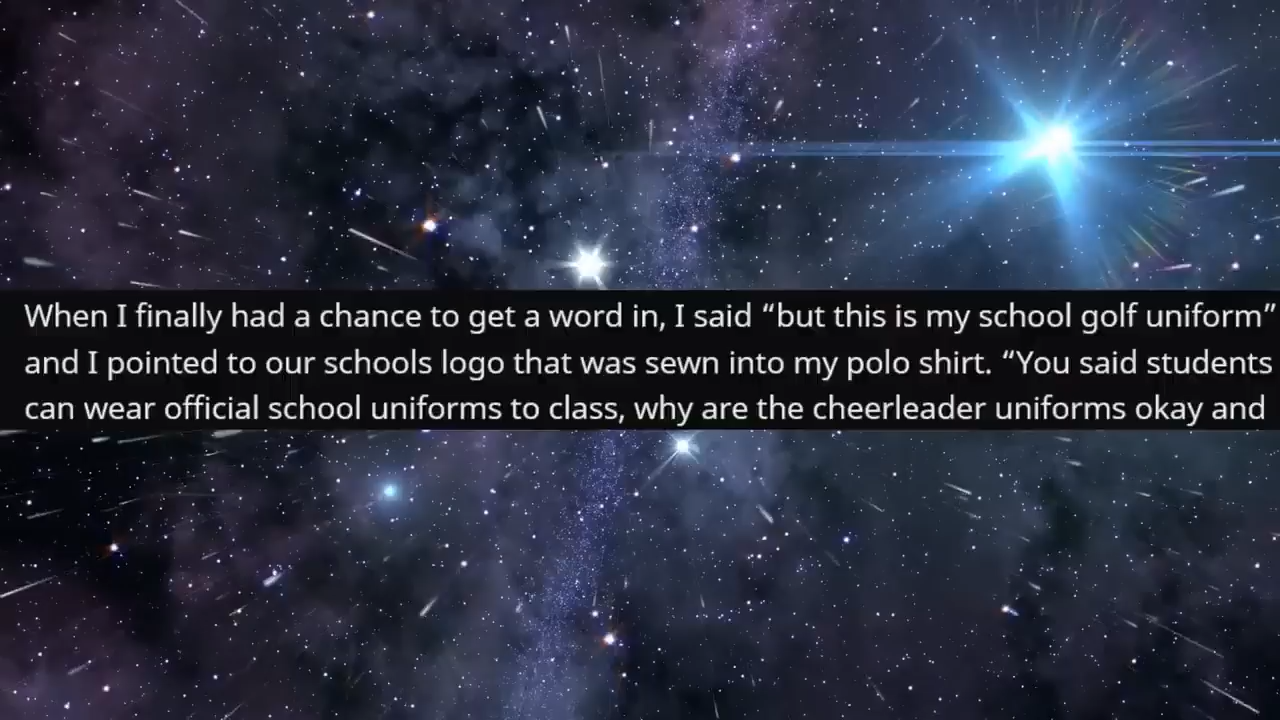 When I finally had a chance to get a word in, I said “but this is my school golf uniform”
and I pointed to our schools logo that was sewn into my polo shirt. “You said students
can wear official school uniforms to class, why are the cheerleader uniforms okay and